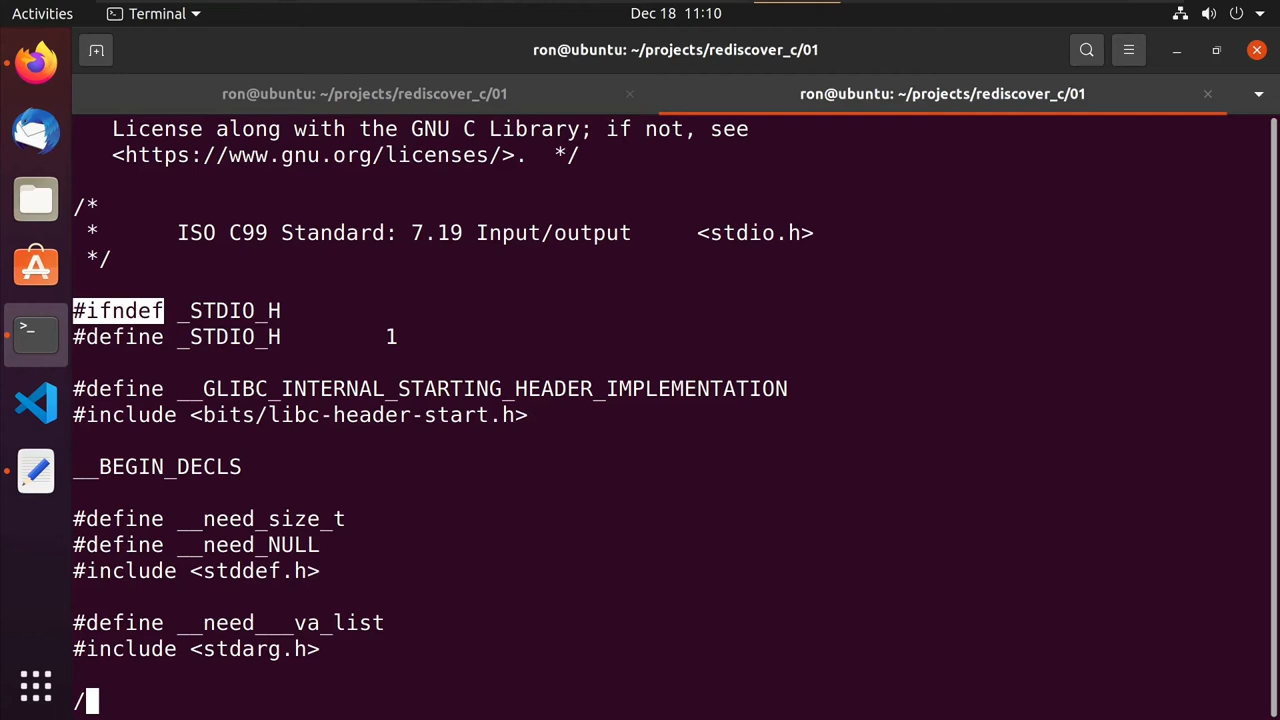 Activities
Terminal
Dec 18 11:10
ron@ubuntu: ~/projects/rediscover_c/01
ron@ubuntu: ~/projects/rediscover_c/01
ron@ubuntu: ~/projects/rediscover_c/01
License along with the GNU C Library; if not, see
<https://www.gnu.org/licenses/>.  */
/*
 *      ISO C99 Standard: 7.19 Input/output     <stdio.h>
 */
#ifndef _STDIO_H
#define _STDIO_H        1
#define __GLIBC_INTERNAL_STARTING_HEADER_IMPLEMENTATION
#include <bits/libc-header-start.h>
__BEGIN_DECLS
#define __need_size_t
#define __need_NULL
#include <stddef.h>
#define __need___va_list
#include <stdarg.h>
/